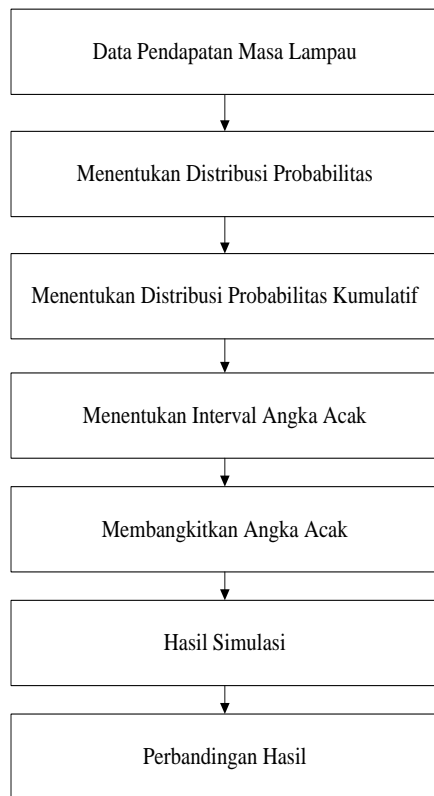 Data Pendapatan Masa Lampau
Menentukan Distribusi Probabilitas
Menentukan Distribusi Probabilitas Kumulatif
Menentukan Interval Angka Acak
Membangkitkan Angka Acak
Hasil Simulasi
Perbandingan Hasil